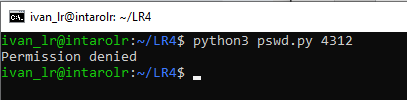 ivan_lr@intarolr: ~/LR4
ivan_lr@intarolr:~/LR4$ python3 pswd.py 4312
Permission denied
ivan_lr@intarolr:~/LR4$